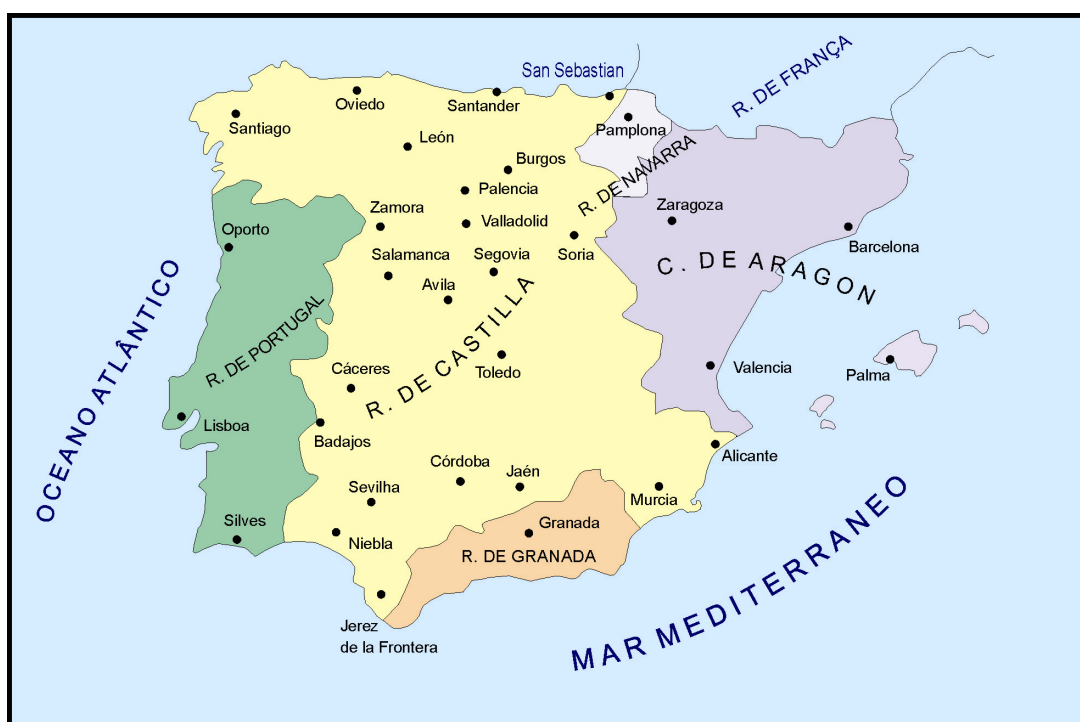 San Sebastian
R. DE FRANÇA
Oviedo
Santander
Santiago
Pamplona
León
Burgos
R. DE NAVARRA
Palencia
Zamora
Valladolid
Zaragoza
Oporto
Salamanca
Segovia
Soria
Barcelona
C. DE ARAGON
Avila
OCEANO ATLÂNTICO
R. DE PORTUGAL
R. DE CASTILLA
Cáceres
Toledo
Valencia
Palma
Lisboa
Badajos
Alicante
Córdoba
Jaén
Sevilha
Murcia
Silves
Niebla
Granada
R. DE GRANADA
Jerez
de la Frontera
MAR MEDITERRANEO